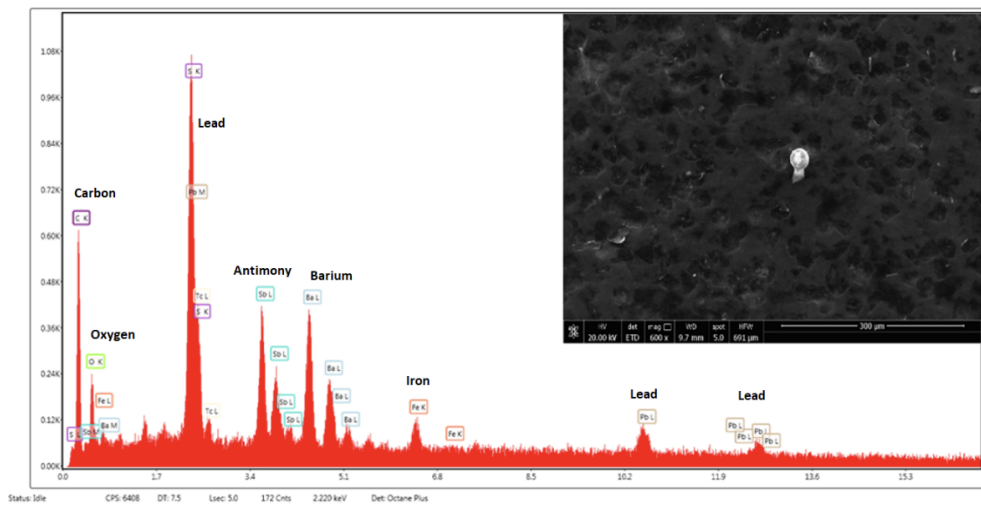 1.08K
0.96K
0.84K
0.72K
0.60K
0.48K
0.36K
0.24K
0.12K
0.00K
S K
Lead
Pb M
Carbon
C K
Tc L
S K
Antimony
Barium
Sb L
Ba L
Oxygen
O K
Fe L
Sb L
Ba L
Iron
Lead
Lead
Sb L
Sb L
Ba L
Ba L
Tc L
Fe K
Fe K
Pb L
Pb L
Pb L
Pb L
Pb L
Sb M
Ba M
0.0 1.7 3.4 5.1 6.8 8.5 10.2 11.9 13.6 15.3
HV det mag WD spot HFW
20.00 kV ETD 600 x 9.7 mm 5.0 691 µm
300 µm
Status: Idle CPS: 6408 DT: 7.5 Lsec: 5.0 172 Cnts 2.220 keV Det: Octane Plus